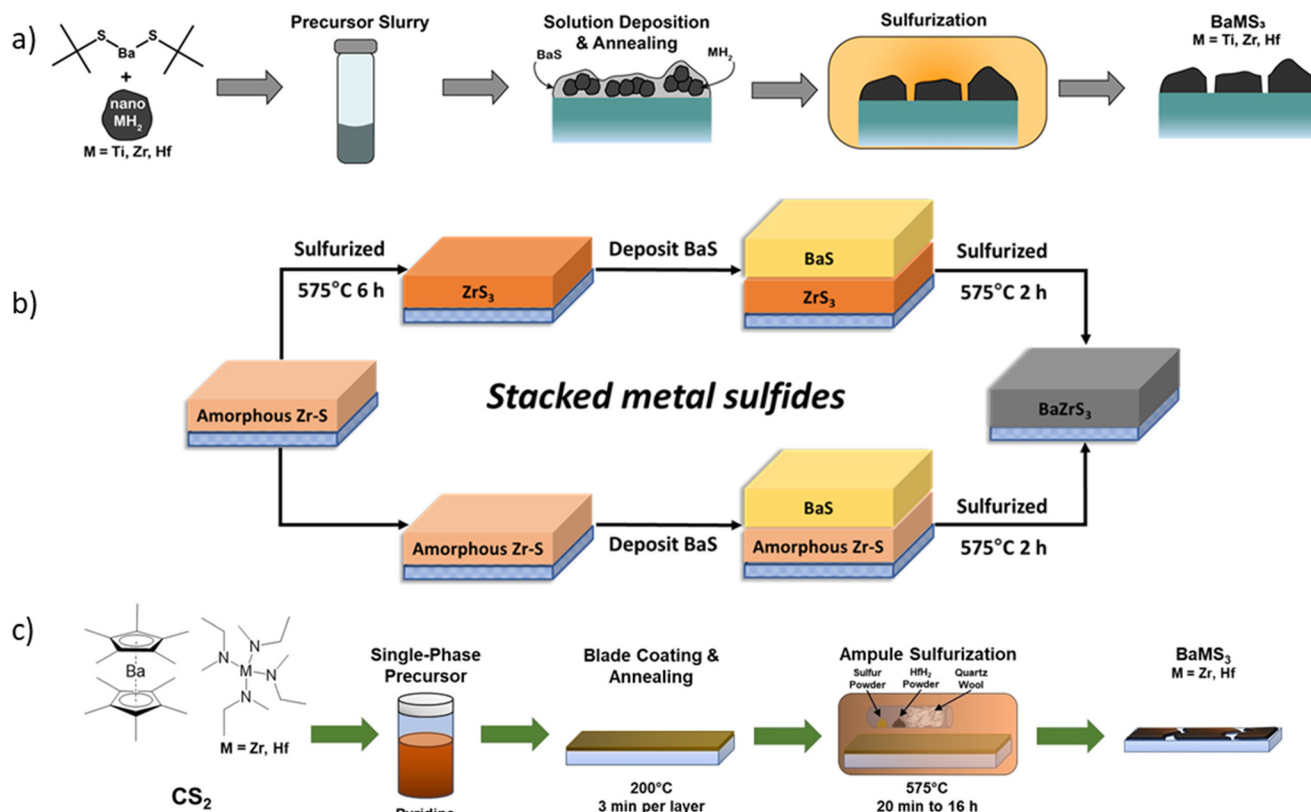 a)
S
S
Ba
+
nano
MH₂
M = Ti, Zr, Hf
Precursor Slurry
Solution Deposition
& Annealing
BaS
MH₂
Sulfurization
BaMS₃
M = Ti, Zr, Hf
b)
Sulfurized
575°C 6 h
ZrS₃
Deposit BaS
BaS
ZrS₃
Sulfurized
575°C 2 h
Amorphous Zr-S
Stacked metal sulfides
BaZrS₃
Amorphous Zr-S
Deposit BaS
BaS
Amorphous Zr-S
Sulfurized
575°C 2 h
c)
Ba
N
N
M
N
N
M = Zr, Hf
CS₂
Single-Phase
Precursor
Pyridine
Blade Coating &
Annealing
200°C
3 min per layer
Ampule Sulfurization
Sulfur
Powder
HfH₂
Powder
Quartz
Wool
575°C
20 min to 16 h
BaMS₃
M = Zr, Hf